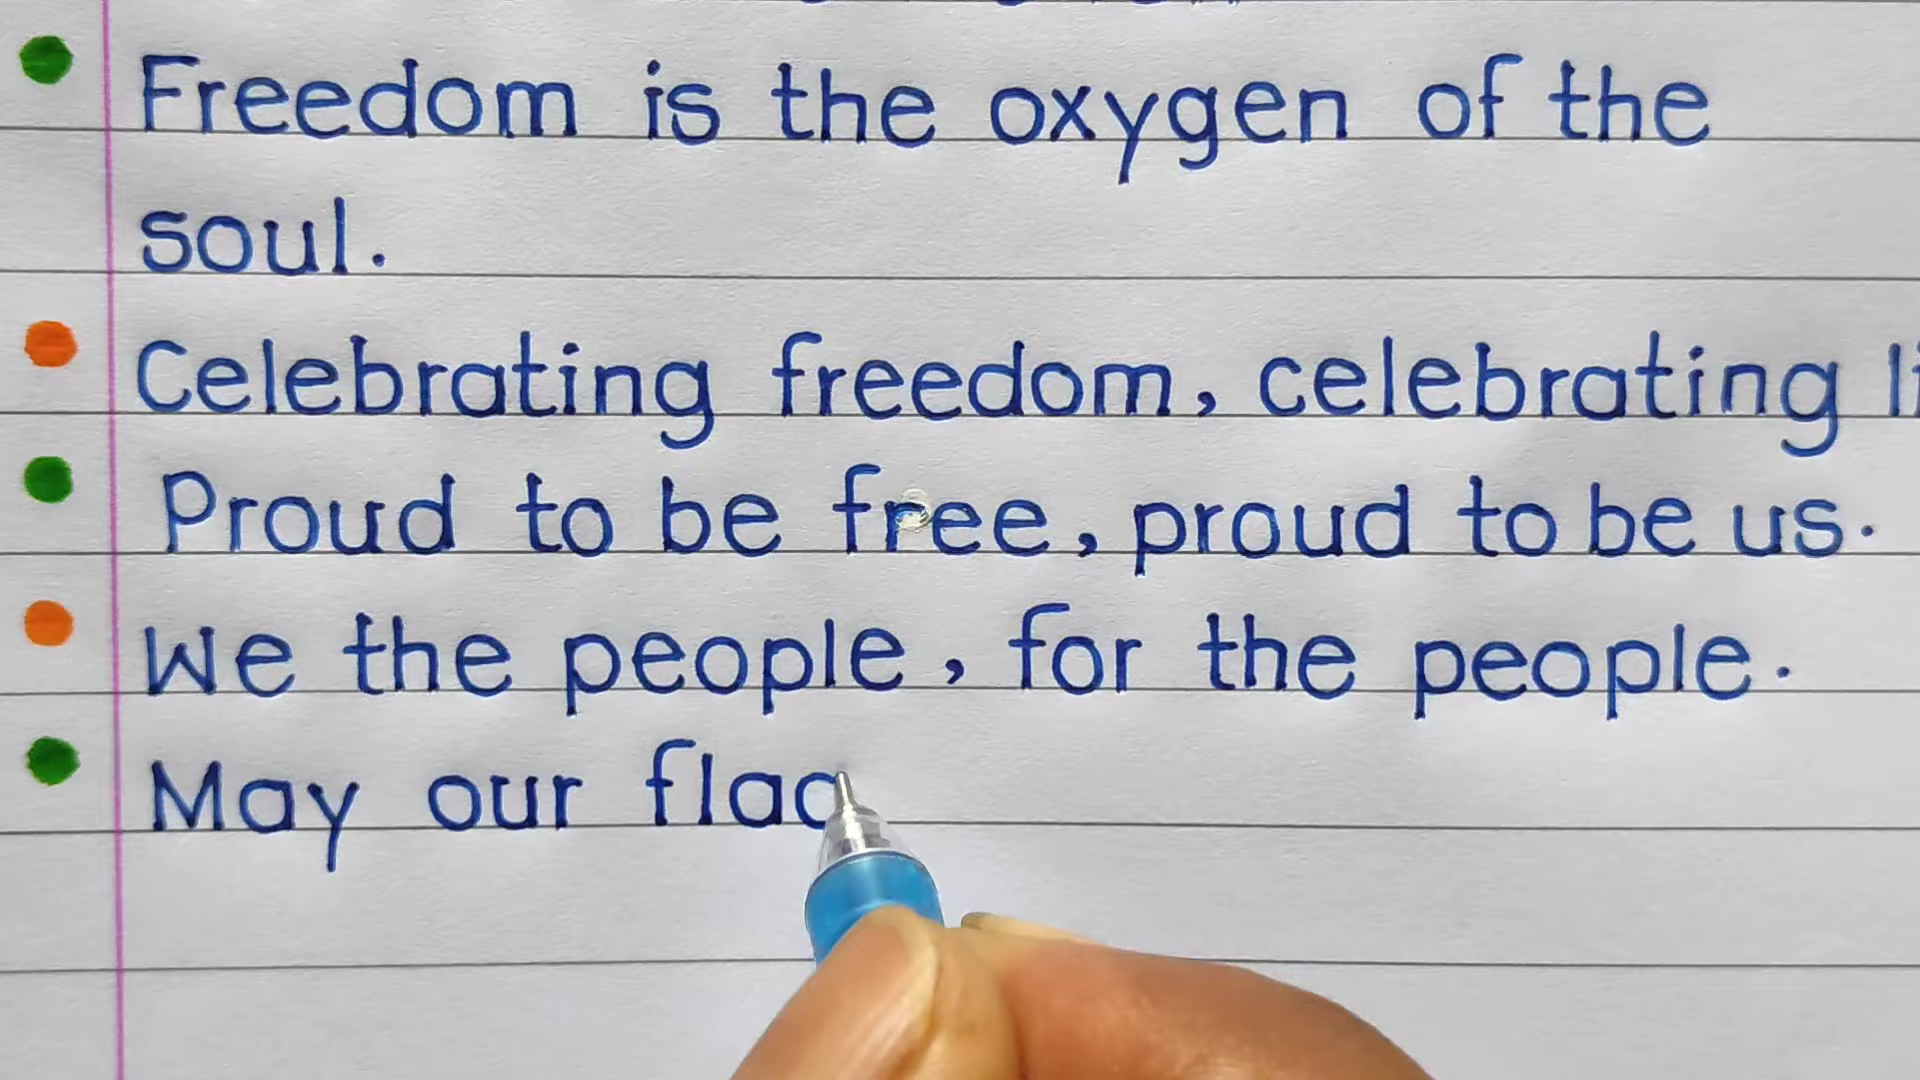 Freedom is the oxygen of the
soul.
Celebrating freedom, celebrating
Proud to be free, proud to be us.
We the people, for the people.
May our